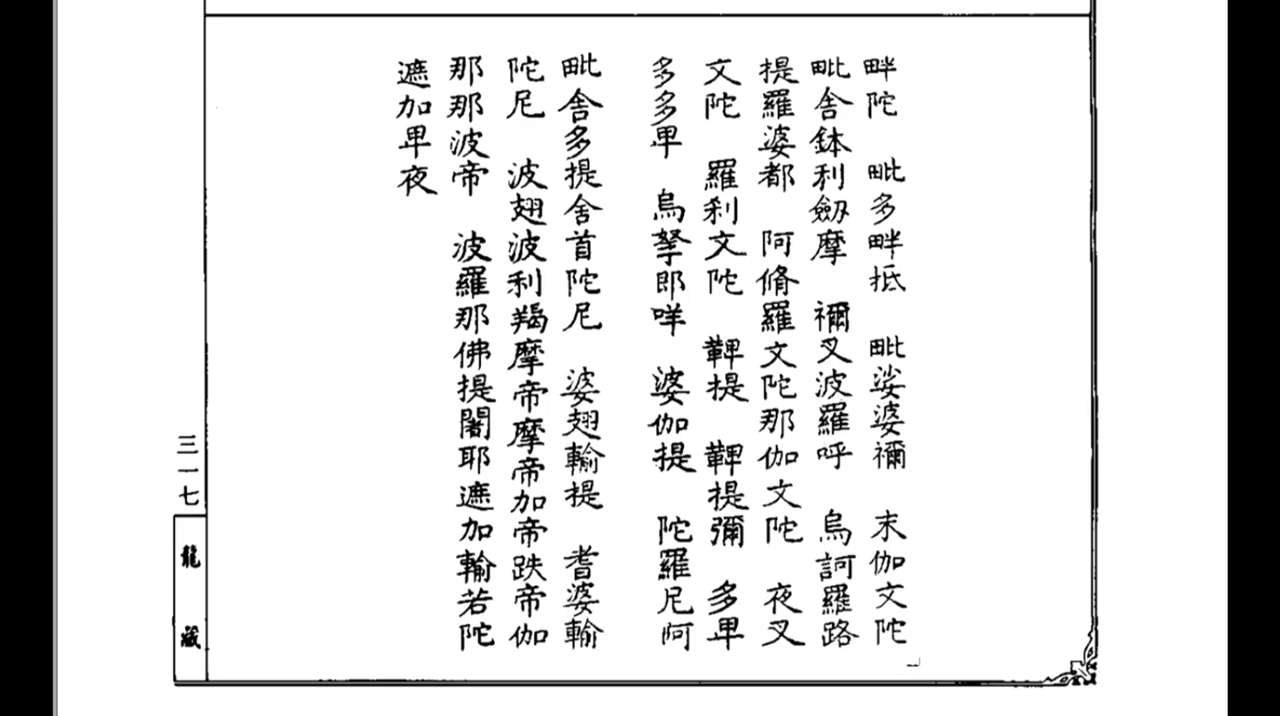 畔陀　毗多畔抵　毗娑婆禰　末伽文陀
毗舍鉢利劔摩　禰叉波羅呼　烏訶羅路
提羅婆都　阿脩羅文陀那伽文陀　夜叉
文陀　羅刹文陀　鞞提　鞞提彌　多卑
多多卑　烏拏郎咩　婆伽提　陀羅尼阿
毗舍多提舍首陀尼　婆翅輸提　耆婆輸
陀尼　波翅波利羯摩帝摩帝加帝跌帝伽
那那波帝　波羅那佛提闍耶遮加輸若陀
遮加卑夜
三一七
龍藏